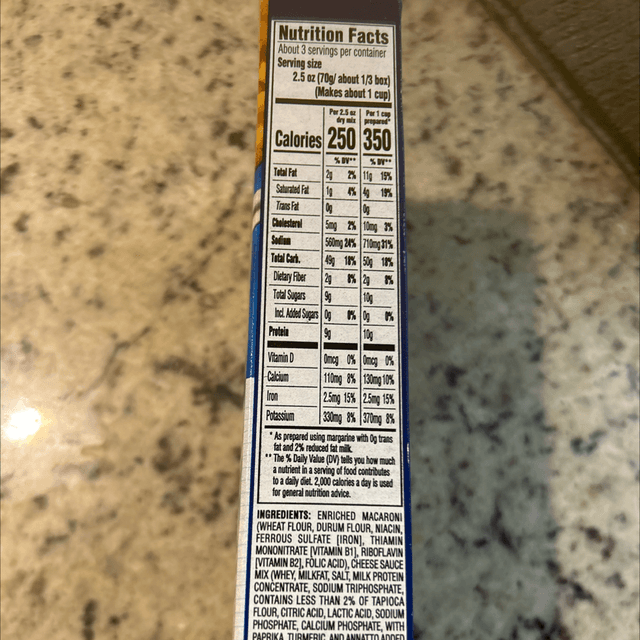 Nutrition Facts
About 3 servings per container
Serving size
2.5 oz (70g/ about 1/3 box)
(Makes about 1 cup)
Per 2.5 oz dry mix Per 1 cup prepared*
Calories 250 350
% DV** % DV**
Total Fat 2g 2% 11g 15%
Saturated Fat 1g 4% 4g 19%
Trans Fat 0g 0g
Cholesterol 5mg 2% 10mg 3%
Sodium 560mg 24% 710mg 31%
Total Carb. 49g 18% 50g 18%
Dietary Fiber 2g 8% 2g 8%
Total Sugars 9g 10g
Incl. Added Sugars 0g 0% 0g 0%
Protein 9g 10g
Vitamin D 0mcg 0% 0mcg 0%
Calcium 110mg 8% 130mg 10%
Iron 2.5mg 15% 2.5mg 15%
Potassium 330mg 8% 370mg 8%
* As prepared using margarine with 0g trans
fat and 2% reduced fat milk.
** The % Daily Value (DV) tells you how much
a nutrient in a serving of food contributes
to a daily diet. 2,000 calories a day is used
for general nutrition advice.
INGREDIENTS: ENRICHED MACARONI
(WHEAT FLOUR, DURUM FLOUR, NIACIN,
FERROUS SULFATE [IRON], THIAMIN
MONONITRATE [VITAMIN B1], RIBOFLAVIN
[VITAMIN B2], FOLIC ACID), CHEESE SAUCE
MIX (WHEY, MILKFAT, SALT, MILK PROTEIN
CONCENTRATE, SODIUM TRIPHOSPHATE,
CONTAINS LESS THAN 2% OF TAPIOCA
FLOUR, CITRIC ACID, LACTIC ACID, SODIUM
PHOSPHATE, CALCIUM PHOSPHATE, WITH
PAPRIKA, TURMERIC, AND ANNATTO ADDED